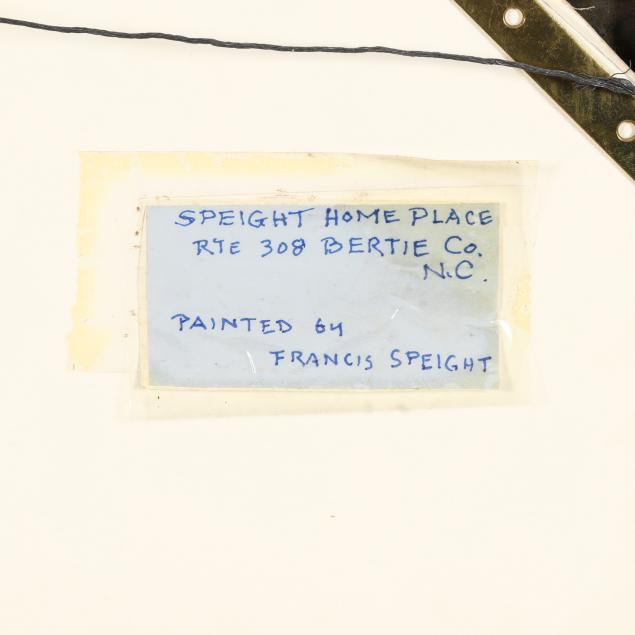 SPEIGHT HOME PLACE
RTE 308 BERTIE Co.
N.C.
PAINTED by
FRANCIS SPEIGHT